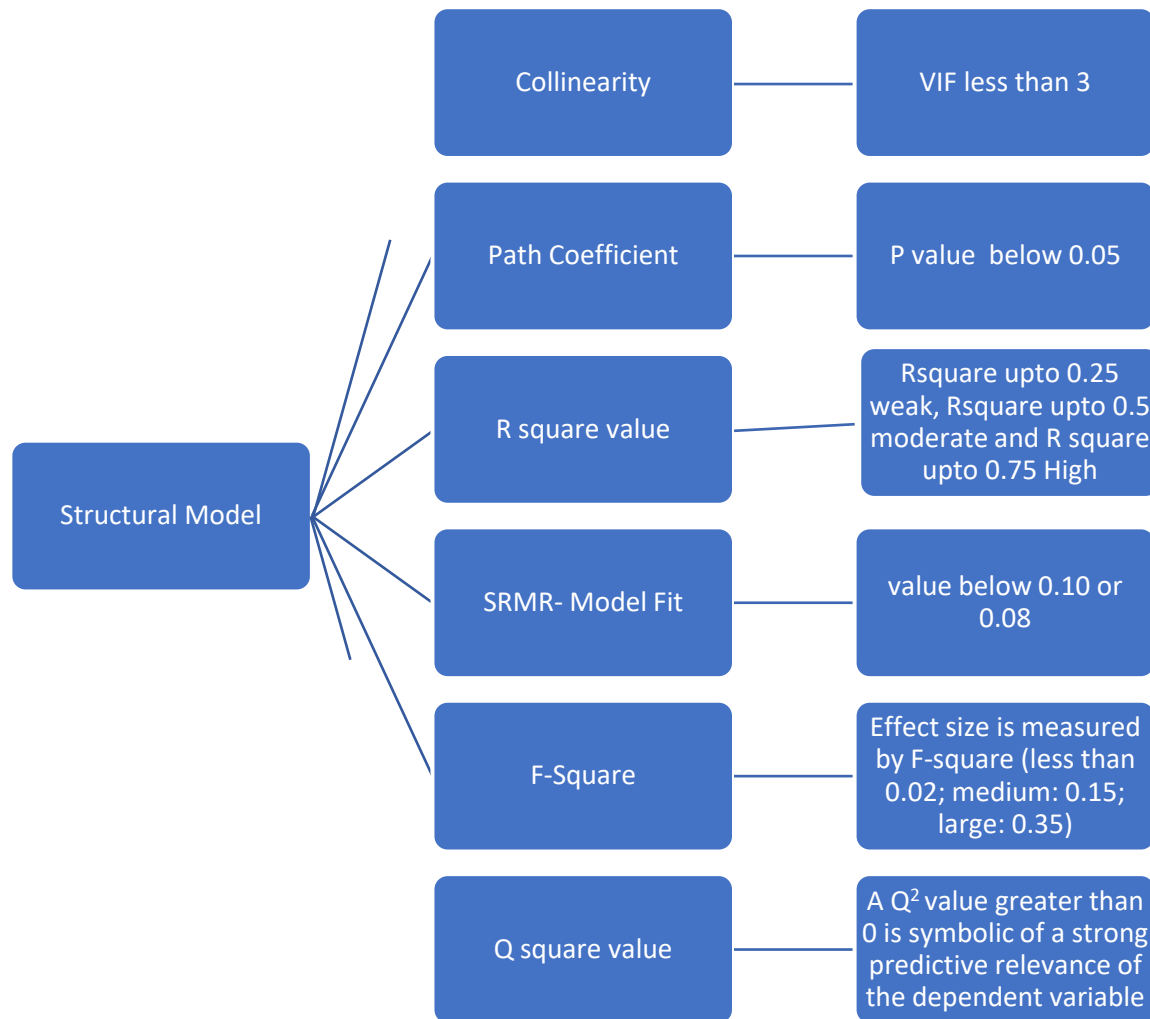 Collinearity
VIF less than 3
Path Coefficient
P value  below 0.05
R square value
Rsquare upto 0.25
weak, Rsquare upto 0.5
moderate and R square
upto 0.75 High
Structural Model
SRMR- Model Fit
value below 0.10 or
0.08
F-Square
Effect size is measured
by F-square (less than
0.02; medium: 0.15;
large: 0.35)
Q square value
A Q² value greater than
0 is symbolic of a strong
predictive relevance of
the dependent variable